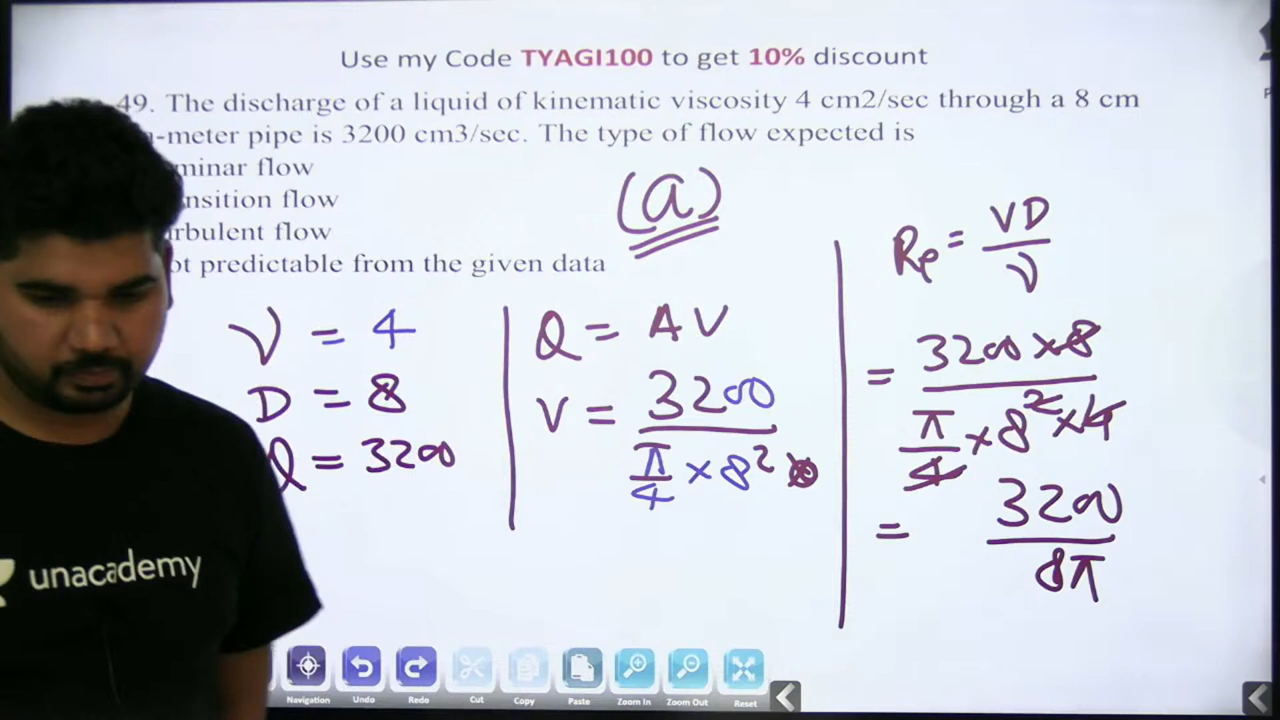 Use my Code TYAGI100 to get 10% discount
49. The discharge of a liquid of kinematic viscosity 4 cm2/sec through a 8 cm
-meter pipe is 3200 cm3/sec. The type of flow expected is
minar flow
nsition flow
rbulent flow
ot predictable from the given data
(a)
ν = 4
D = 8
Q = 3200
Q = AV
V = 3200
π/4 × 8²
Re = VD/ν
= 3200×8
π/4 × 8² × 4
= 3200
8π
unacademy
Navigation Undo Redo Cut Copy Paste Zoom In Zoom Out Reset